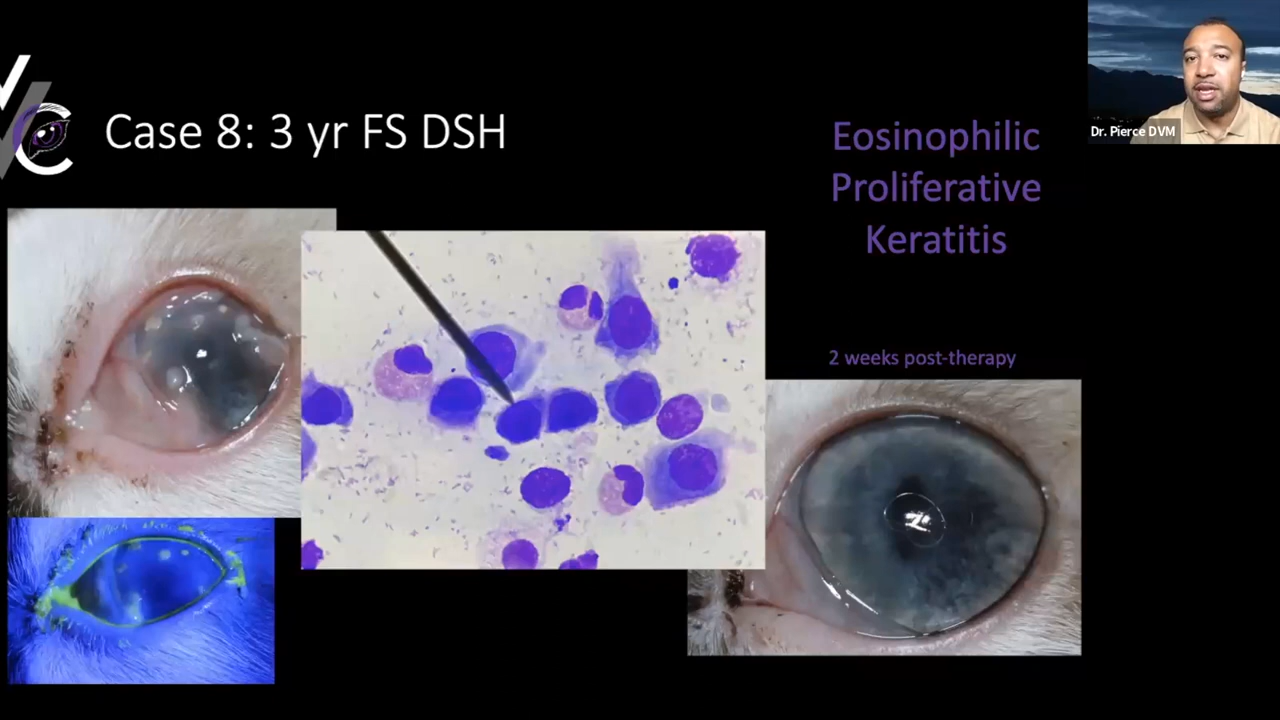 Case 8: 3 yr FS DSH
Eosinophilic
Proliferative
Keratitis
2 weeks post-therapy
Dr. Pierce DVM